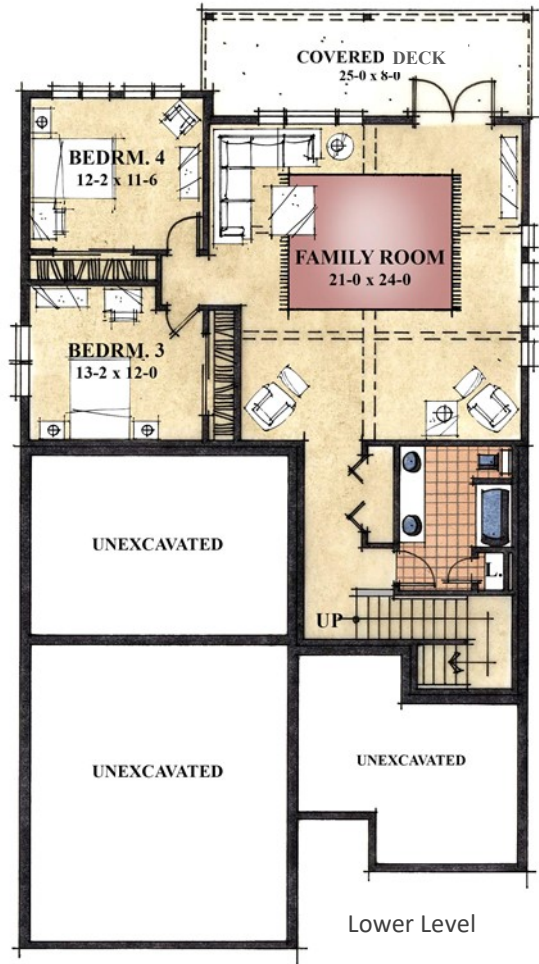 COVERED DECK
25-0 x 8-0
BEDRM. 4
12-2 x 11-6
FAMILY ROOM
21-0 x 24-0
BEDRM. 3
13-2 x 12-0
UNEXCAVATED
L.
UP
UNEXCAVATED
UNEXCAVATED
Lower Level